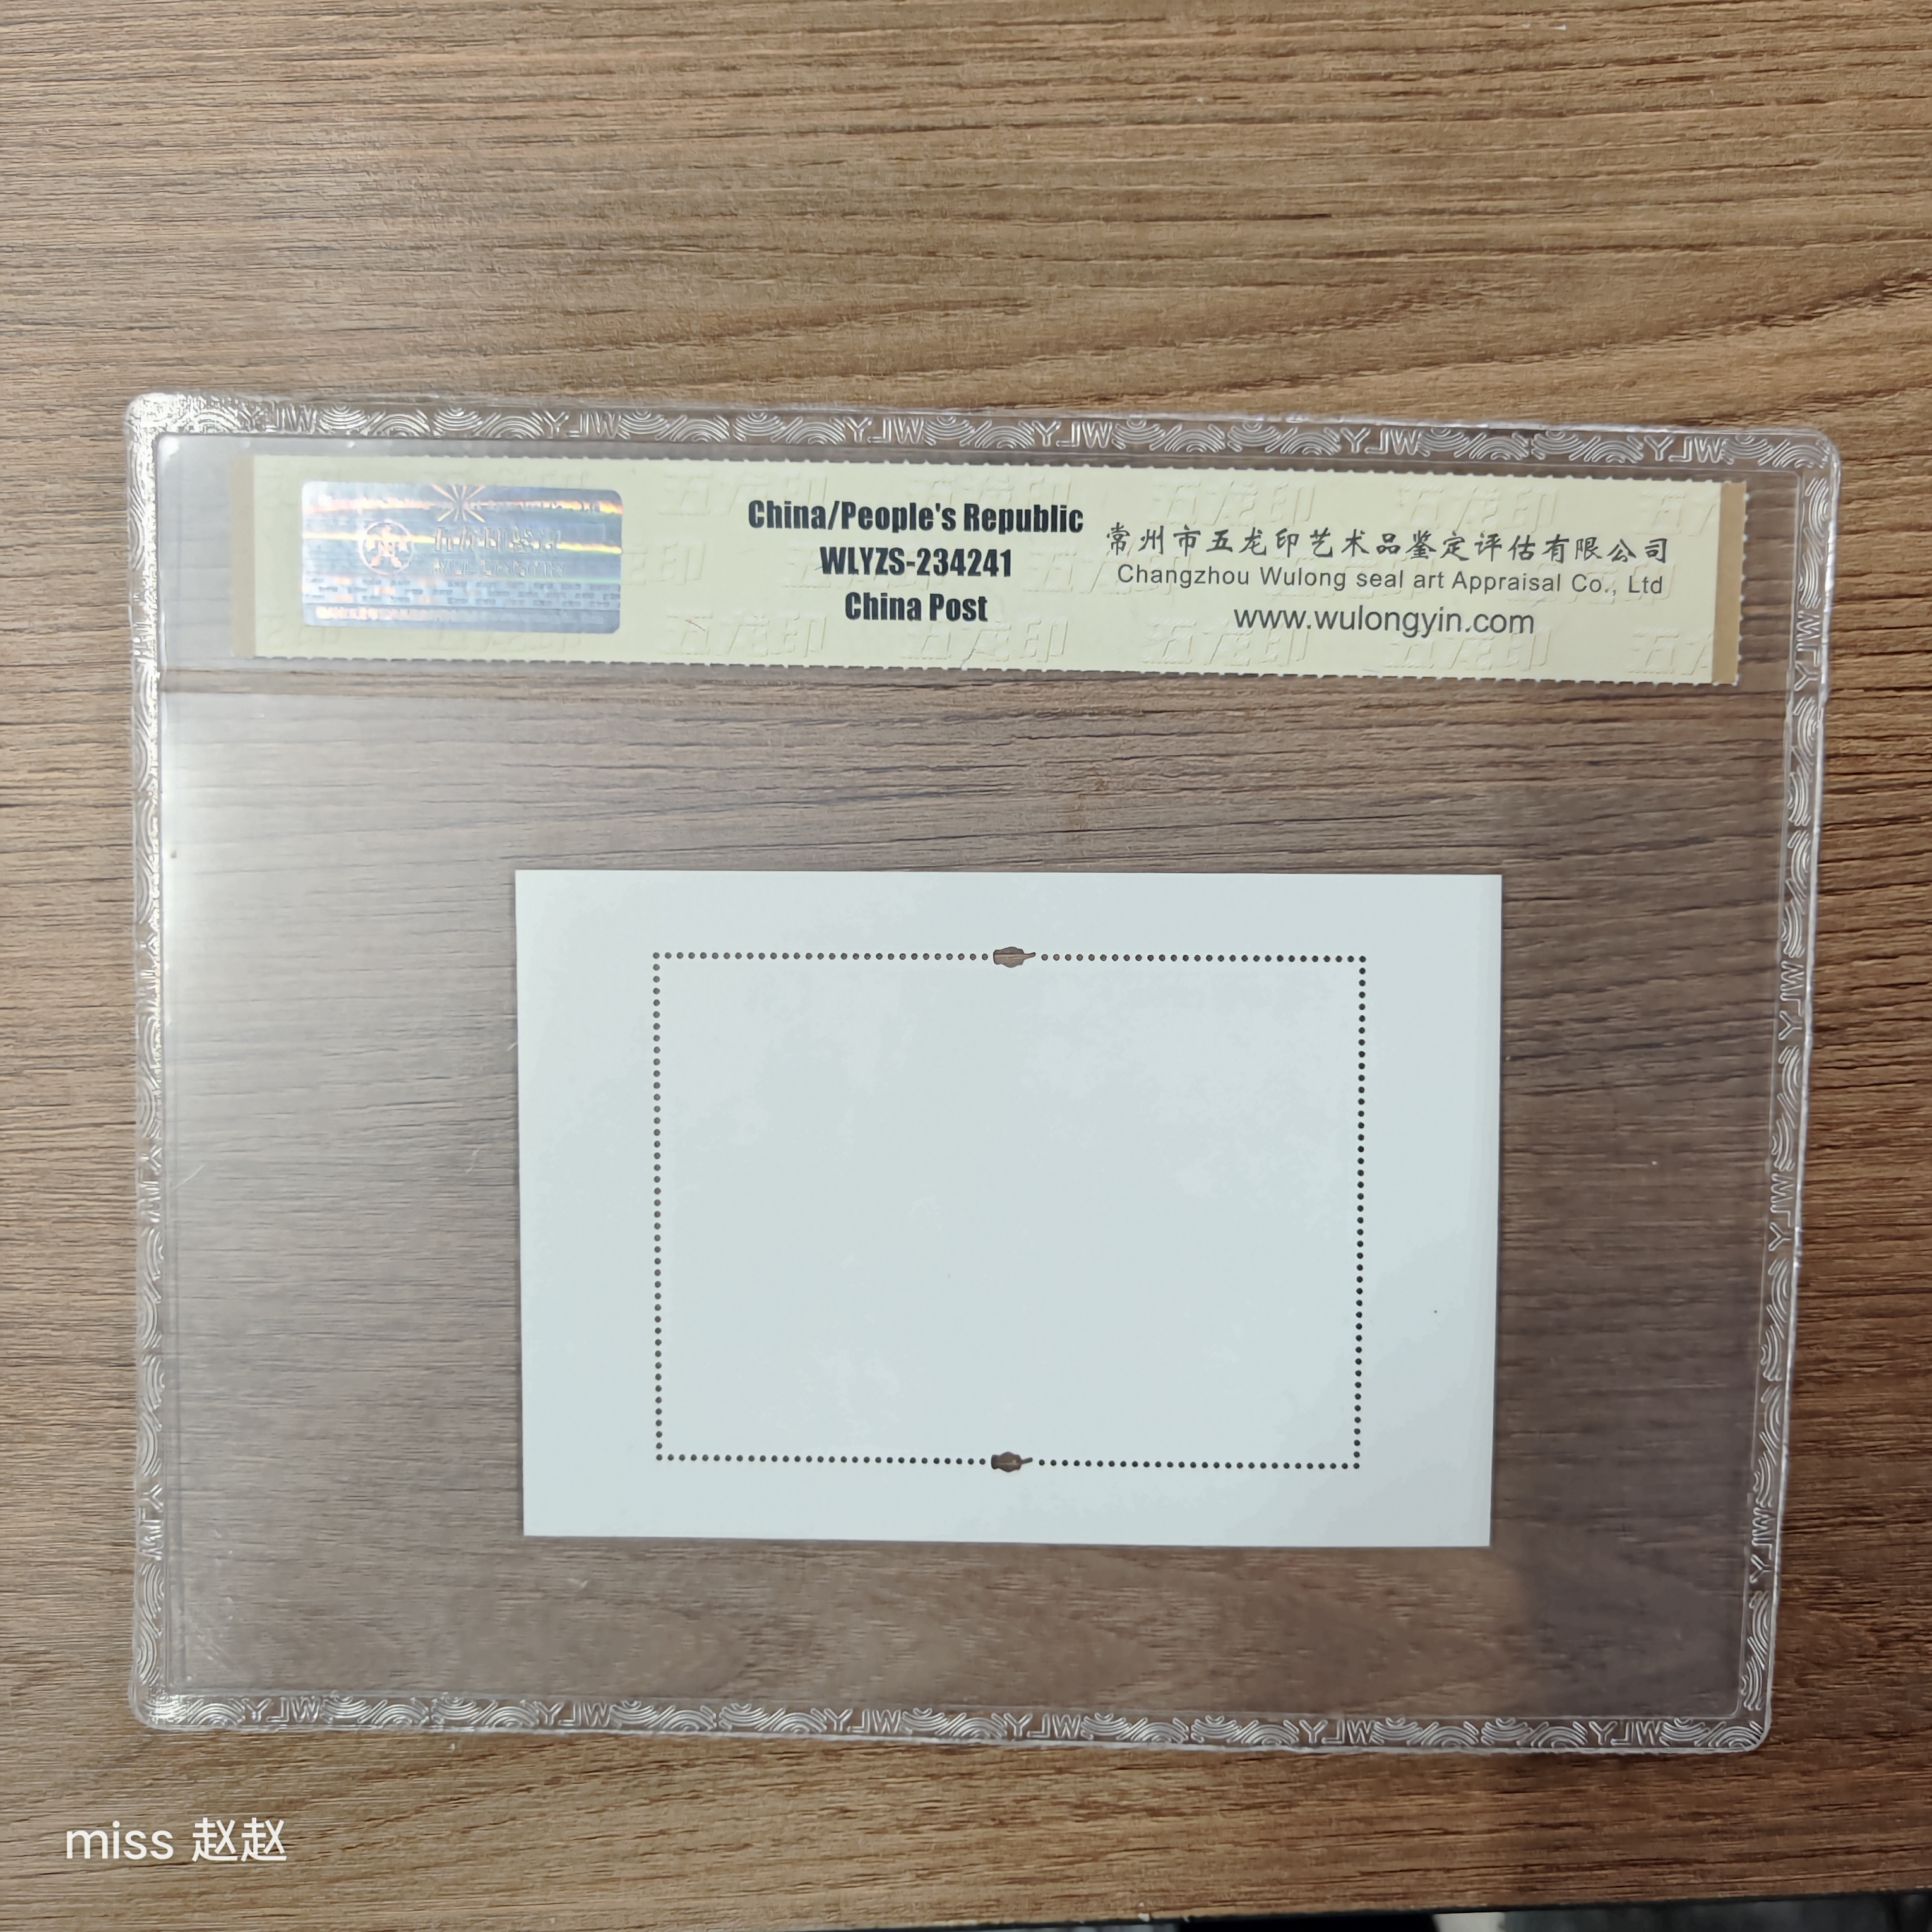 China/People's Republic
WLYZS-234241
China Post
常州市五龙印艺术品鉴定评估有限公司
Changzhou Wulong seal art Appraisal Co., Ltd
www.wulongyin.com
miss 赵赵